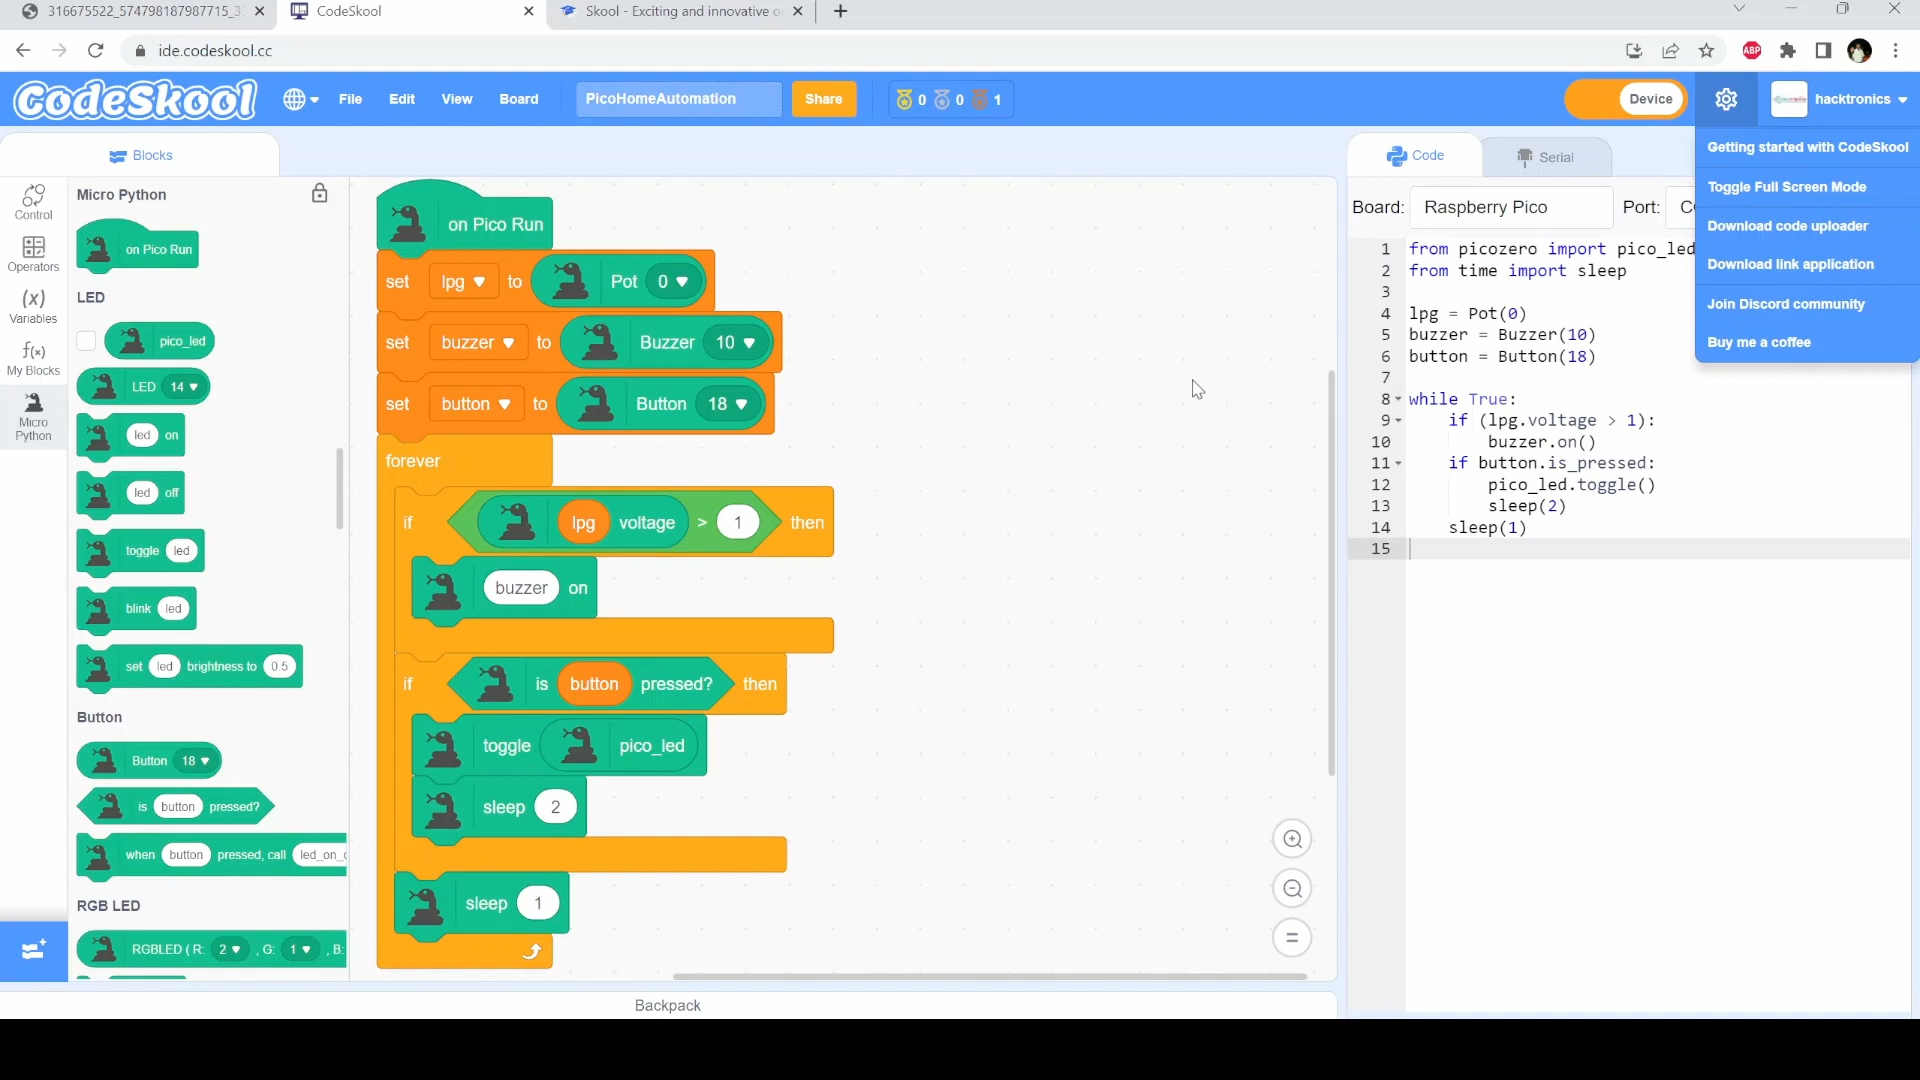 316675522_574798187987715_3
CodeSkool
Skool - Exciting and innovative o
ide.codeskool.cc
ABP
CodeSkool
File
Edit
View
Board
PicoHomeAutomation
Share
0
0
1
Device
hacktronics
Blocks
Code
Serial
Getting started with CodeSkool
Toggle Full Screen Mode
Download code uploader
Download link application
Join Discord community
Buy me a coffee
Control
Operators
(x)
Variables
f(x)
My Blocks
Micro
Python
Micro Python
on Pico Run
LED
pico_led
LED 14
led on
led off
toggle led
blink led
set led brightness to 0.5
Button
Button 18
is button pressed?
when button pressed, call led_on_
RGB LED
RGBLED ( R: 2 , G: 1 , B:
on Pico Run
set lpg to Pot 0
set buzzer to Buzzer 10
set button to Button 18
forever
if lpg voltage > 1 then
buzzer on
if is button pressed? then
toggle pico_led
sleep 2
sleep 1
Backpack
Board: Raspberry Pico Port: C
1 from picozero import pico_led
2 from time import sleep
3
4 lpg = Pot(0)
5 buzzer = Buzzer(10)
6 button = Button(18)
7
8 while True:
9 if (lpg.voltage > 1):
10 buzzer.on()
11 if button.is_pressed:
12 pico_led.toggle()
13 sleep(2)
14 sleep(1)
15